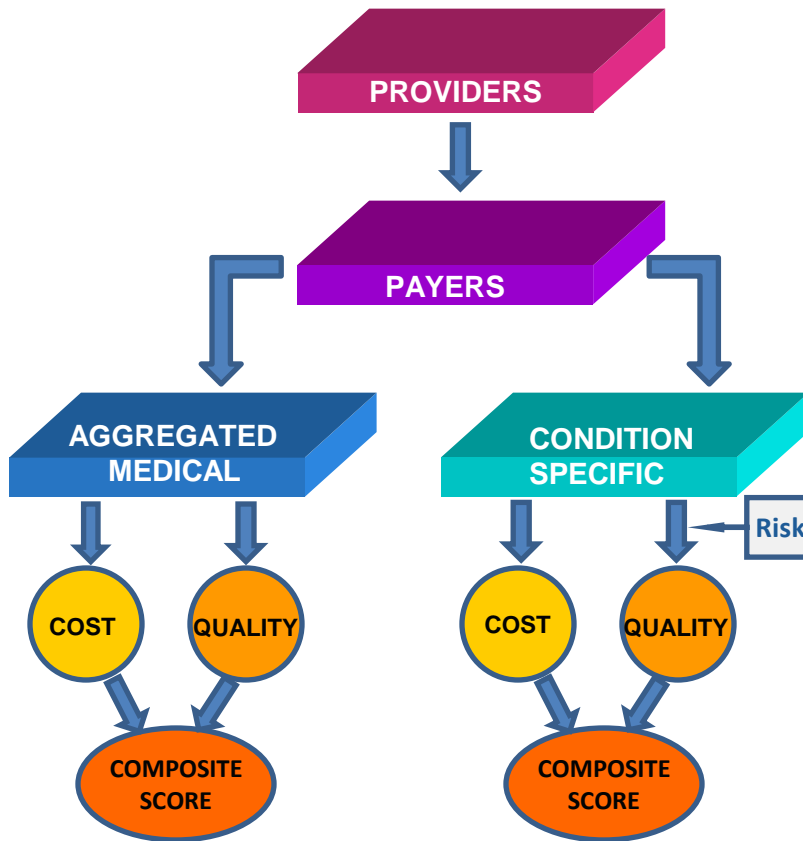 PROVIDERS
PAYERS
AGGREGATED
MEDICAL
CONDITION
SPECIFIC
Risk
COST
QUALITY
COST
QUALITY
COMPOSITE
SCORE
COMPOSITE
SCORE